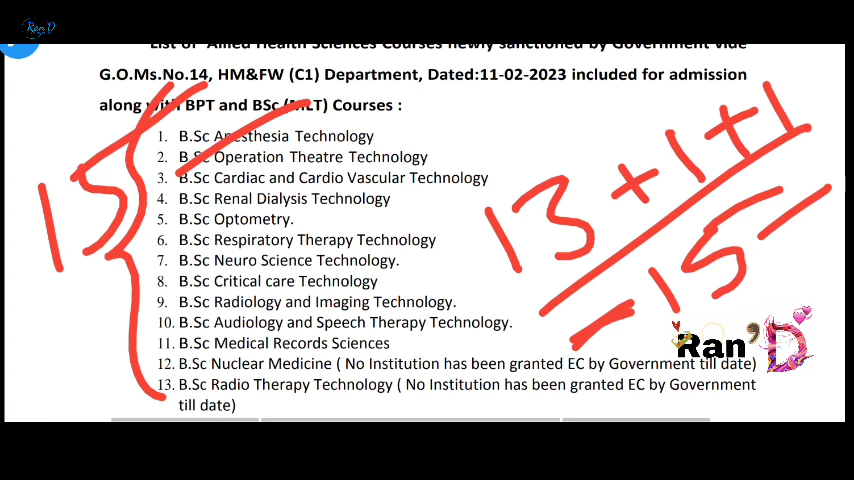 Ran'D
List of Allied Health Sciences Courses newly sanctioned by Government vide
G.O.Ms.No.14, HM&FW (C1) Department, Dated:11-02-2023 included for admission
along with BPT and BSc (MLT) Courses :
1. B.Sc Anesthesia Technology
2. B.Sc Operation Theatre Technology
3. B.Sc Cardiac and Cardio Vascular Technology
4. B.Sc Renal Dialysis Technology
5. B.Sc Optometry.
6. B.Sc Respiratory Therapy Technology
7. B.Sc Neuro Science Technology.
8. B.Sc Critical care Technology
9. B.Sc Radiology and Imaging Technology.
10. B.Sc Audiology and Speech Therapy Technology.
11. B.Sc Medical Records Sciences
12. B.Sc Nuclear Medicine ( No Institution has been granted EC by Government till date)
13. B.Sc Radio Therapy Technology ( No Institution has been granted EC by Government
till date)
15
13+1+1
=15
Ran'D